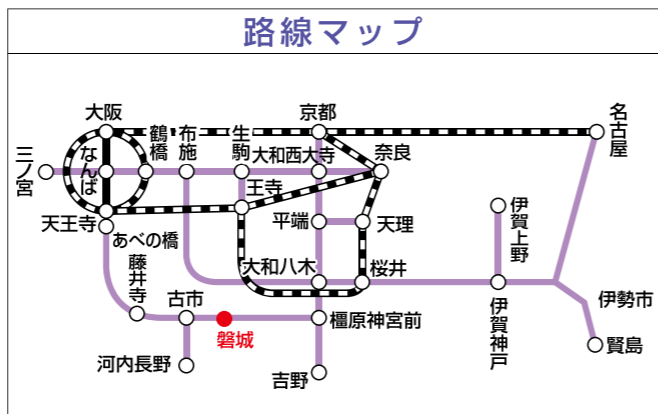 路線マップ
大阪
京都
名古屋
鶴橋
布施
生駒
三ノ宮
なんば
大和西大寺
奈良
王寺
天王寺
あべの橋
平端
天理
伊賀上野
藤井寺
大和八木
桜井
古市
磐城
橿原神宮前
伊賀神戸
伊勢市
賢島
河内長野
吉野